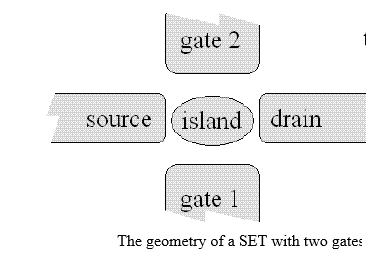 gate 2
source island drain
gate 1
The geometry of a SET with two gates